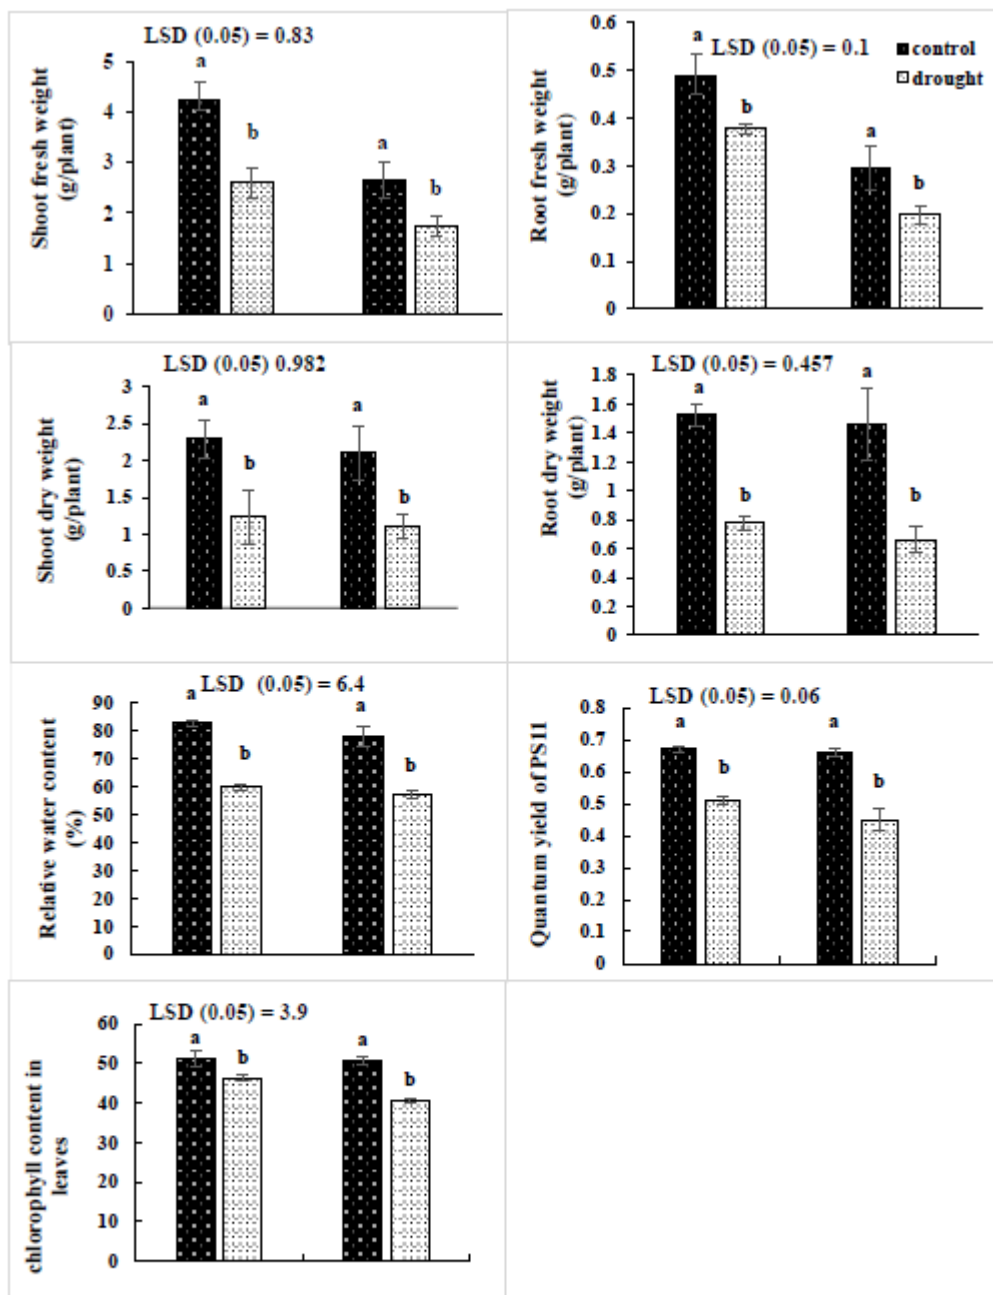 LSD (0.05) = 0.83
Shoot fresh weight
(g/plant)
5
4
3
2
1
0
a
b
a
b
LSD (0.05) = 0.1
control
drought
Root fresh weight
(g/plant)
0.6
0.5
0.4
0.3
0.2
0.1
0
a
b
a
b
LSD (0.05) 0.982
Shoot dry weight
(g/plant)
3
2.5
2
1.5
1
0.5
0
a
b
a
b
LSD (0.05) = 0.457
Root dry weight
(g/plant)
1.8
1.6
1.4
1.2
1
0.8
0.6
0.4
0.2
0
a
b
a
b
LSD (0.05) = 6.4
Relative water content
(%)
90
80
70
60
50
40
30
20
10
0
a
b
a
b
LSD (0.05) = 0.06
Quantum yield of PS11
0.8
0.7
0.6
0.5
0.4
0.3
0.2
0.1
0
a
b
a
b
LSD (0.05) = 3.9
chlorophyll content in
leaves
60
50
40
30
20
10
0
a
b
a
b